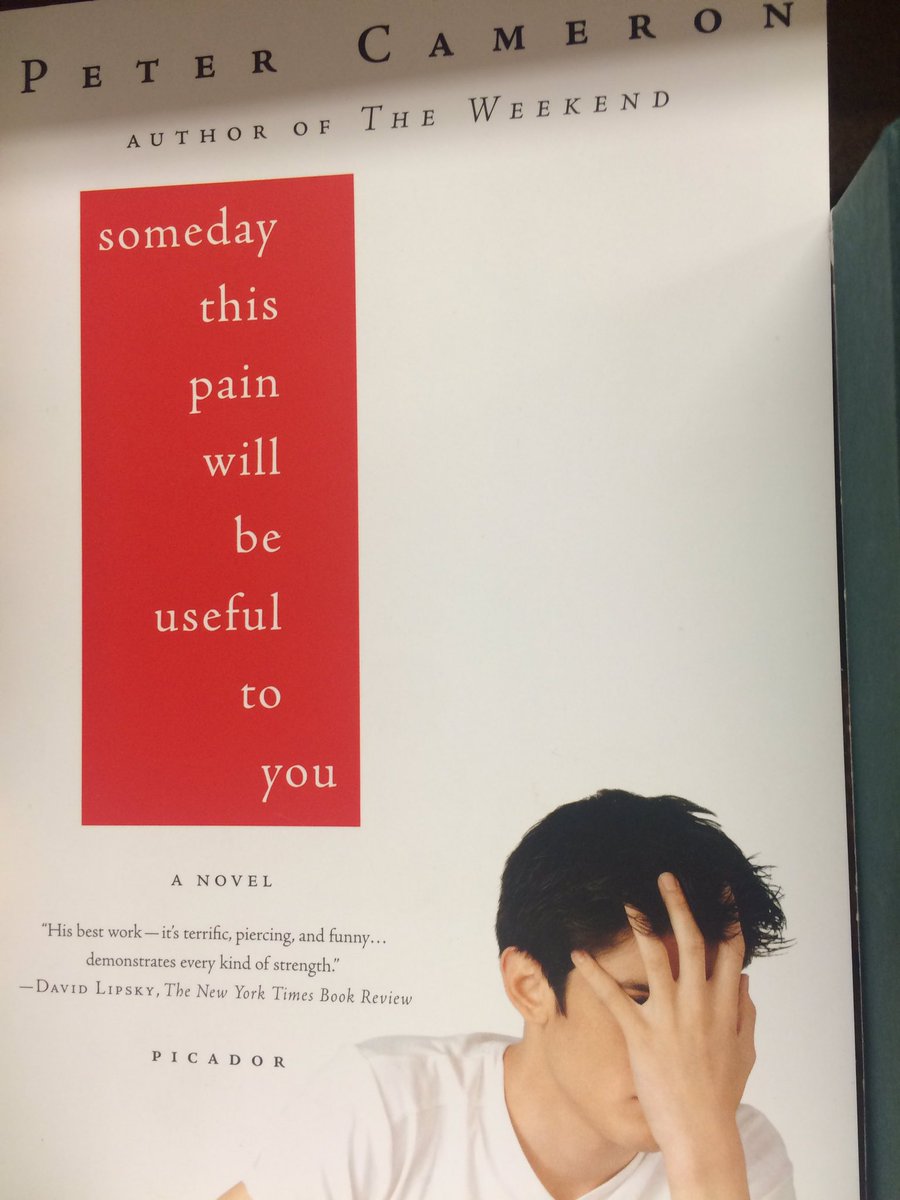 PETER CAMERON
AUTHOR OF THE WEEKEND
someday
this
pain
will
be
useful
to
you
A NOVEL
“His best work—it’s terrific, piercing, and funny…
demonstrates every kind of strength.”
—DAVID LIPSKY, The New York Times Book Review
PICADOR